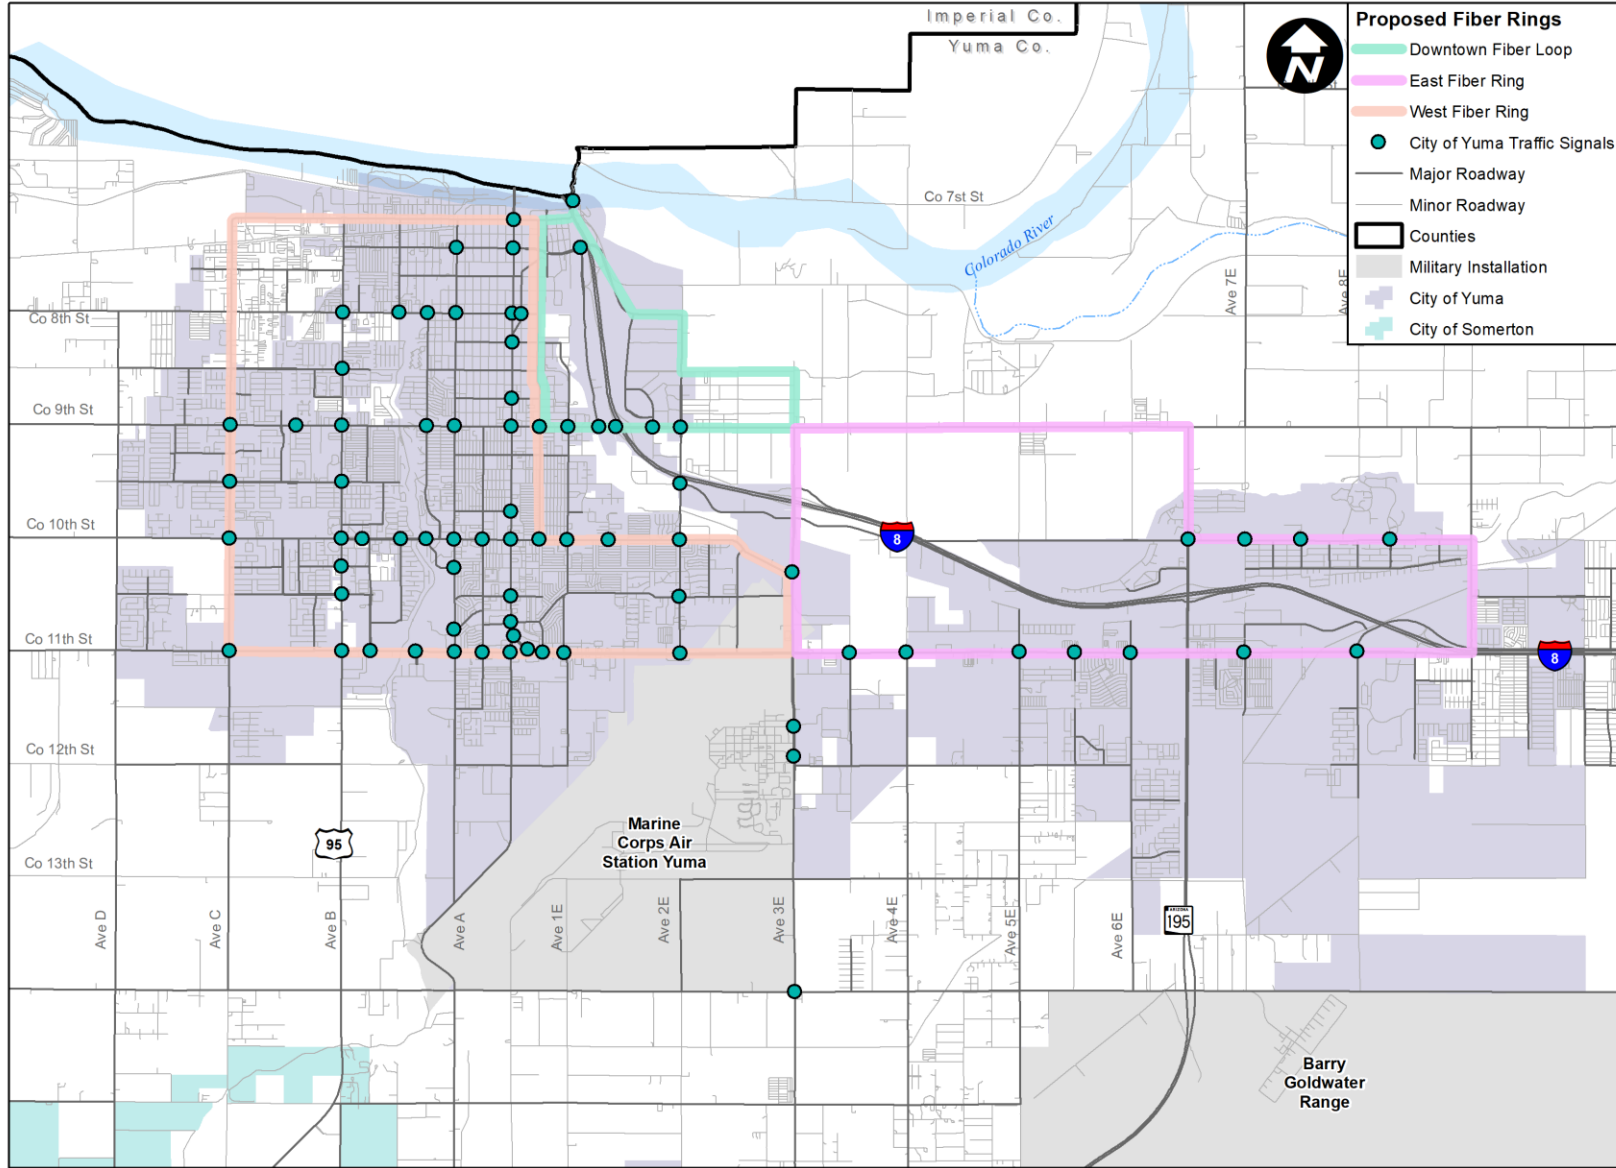 Imperial Co.
Yuma Co.
N
Proposed Fiber Rings
Downtown Fiber Loop
East Fiber Ring
West Fiber Ring
City of Yuma Traffic Signals
Major Roadway
Minor Roadway
Counties
Military Installation
City of Yuma
City of Somerton
Co 7st St
Colorado River
Ave 7E
Ave 8E
Co 8th St
Co 9th St
Co 10th St
8
Co 11th St
8
Co 12th St
95
Marine
Corps Air
Station Yuma
Co 13th St
Ave D
Ave C
Ave B
Ave A
Ave 1E
Ave 2E
Ave 3E
Ave 4E
Ave 5E
Ave 6E
ARIZONA
195
Barry
Goldwater
Range